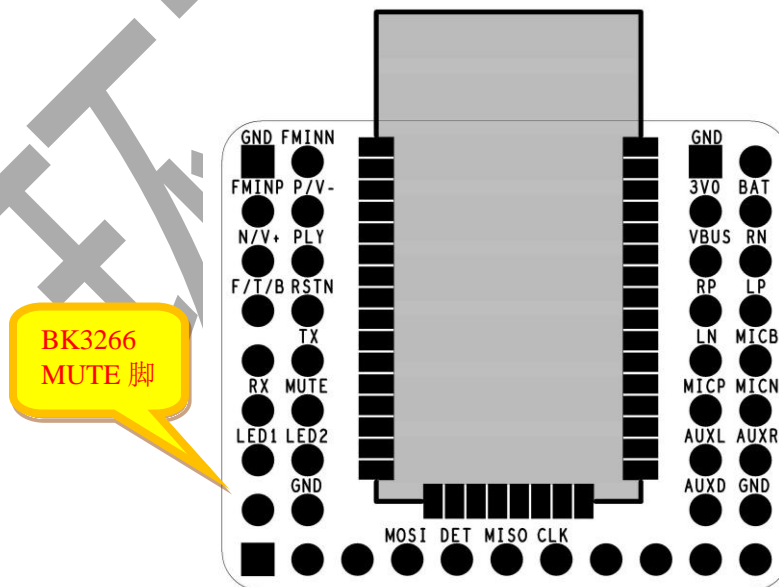 GND FMINN
FMINP P/V-
N/V+ PLY
F/T/B RSTN
TX
RX MUTE
LED1 LED2
GND
BK3266
MUTE 脚
GND
3V0 BAT
VBUS RN
RP LP
LN MICB
MICP MICN
AUXL AUXR
AUXD GND
MOSI DET MISO CLK